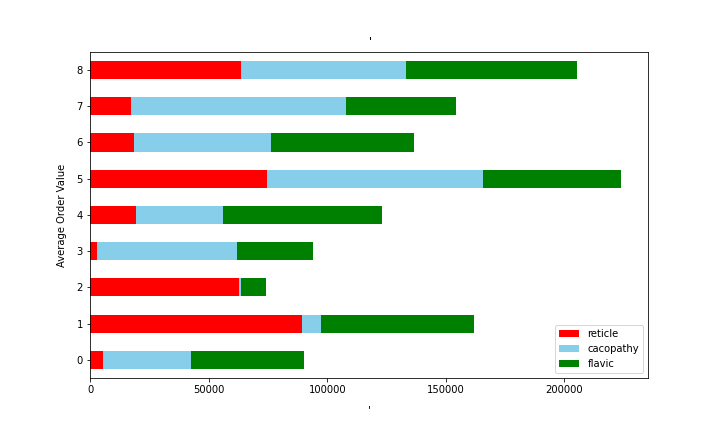 '
Average Order Value
8
7
6
5
4
3
2
1
0
0 50000 100000 150000 200000
reticle
cacopathy
flavic
'